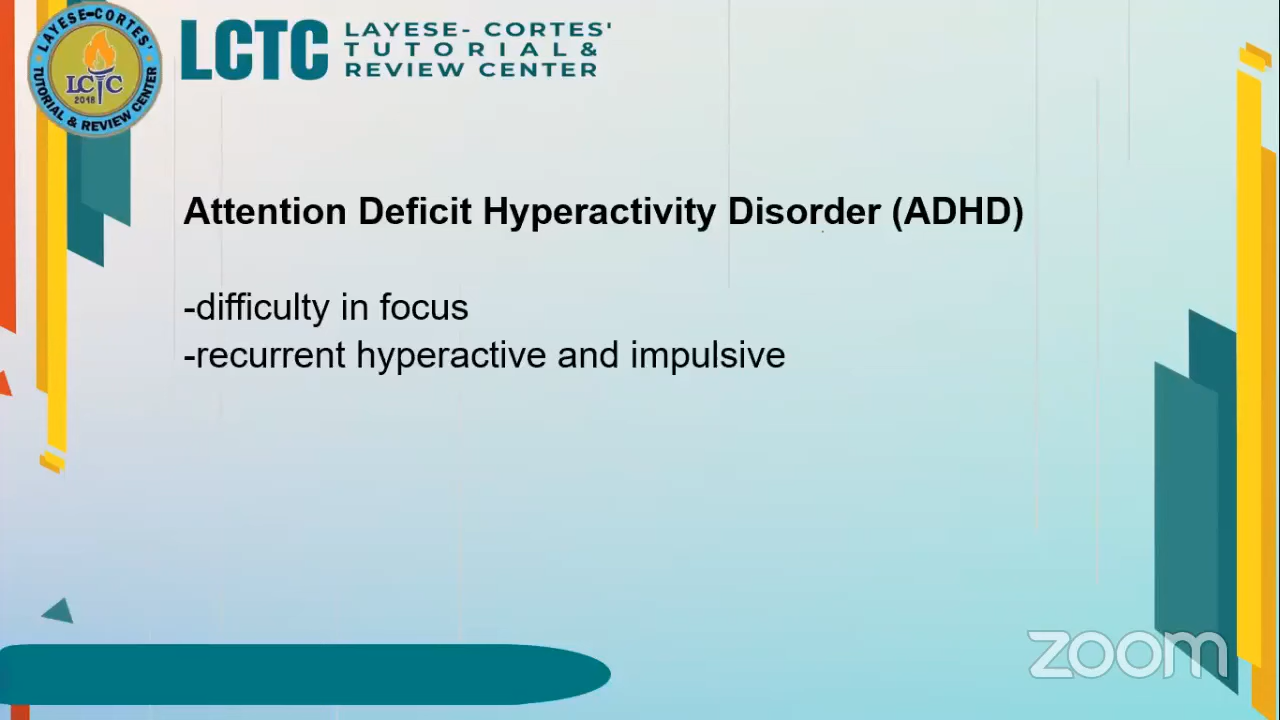 LAYESE-CORTES'
TUTORIAL & REVIEW CENTER
LCTC
2018
LCTC
LAYESE- CORTES'
TUTORIAL &
REVIEW CENTER
Attention Deficit Hyperactivity Disorder (ADHD)
-difficulty in focus
-recurrent hyperactive and impulsive
zoom